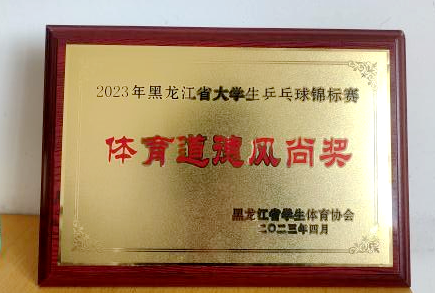 2023年黑龙江省大学生乒乓球锦标赛
体育道德风尚奖
黑龙江省学生体育协会
二〇二三年四月